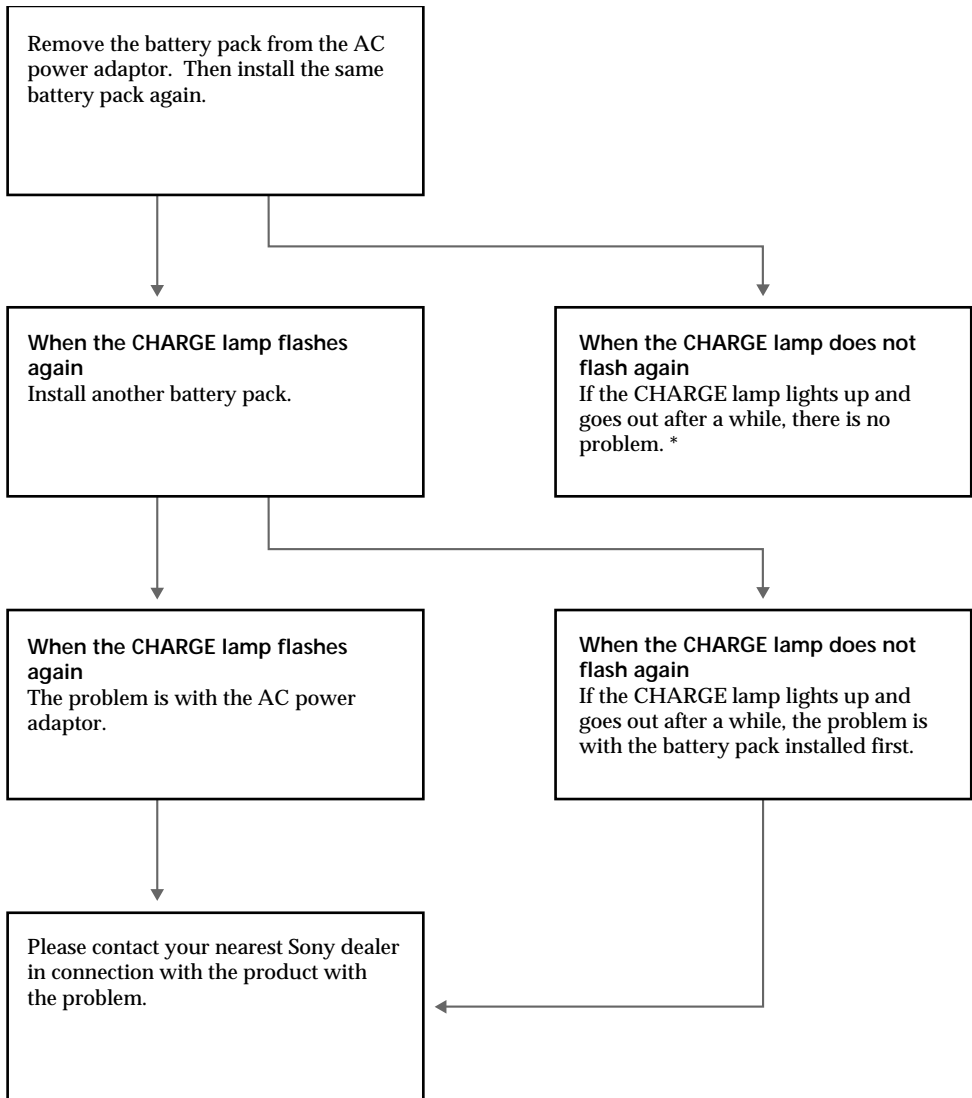 Remove the battery pack from the AC
power adaptor.  Then install the same
battery pack again.
When the CHARGE lamp flashes
again
Install another battery pack.
When the CHARGE lamp does not
flash again
If the CHARGE lamp lights up and
goes out after a while, there is no
problem. *
When the CHARGE lamp flashes
again
The problem is with the AC power
adaptor.
When the CHARGE lamp does not
flash again
If the CHARGE lamp lights up and
goes out after a while, the problem is
with the battery pack installed first.
Please contact your nearest Sony dealer
in connection with the product with
the problem.